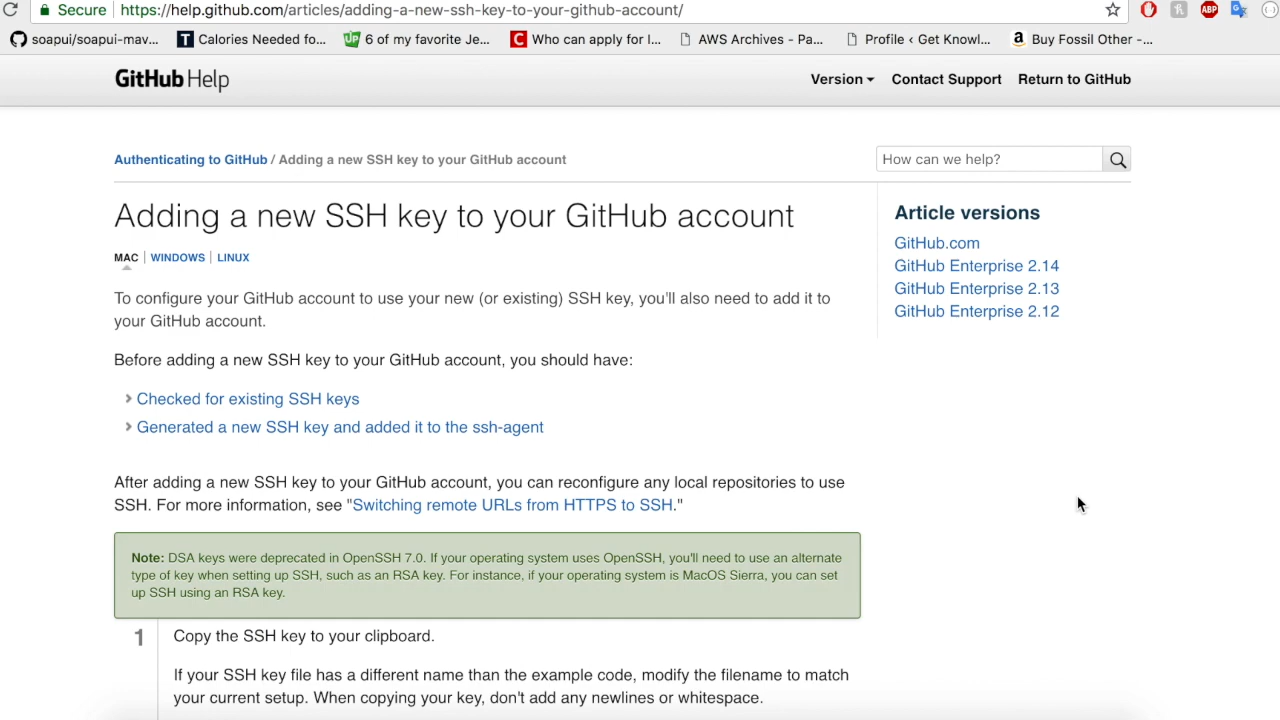 Secure https://help.github.com/articles/adding-a-new-ssh-key-to-your-github-account/
ABP
soapui/soapui-mav... T Calories Needed fo... UP 6 of my favorite Je... C Who can apply for I... AWS Archives - Pa... Profile ‹ Get Knowl... a Buy Fossil Other -...
GitHub Help
Version Contact Support Return to GitHub
Authenticating to GitHub / Adding a new SSH key to your GitHub account
How can we help?
Adding a new SSH key to your GitHub account
MAC | WINDOWS | LINUX
To configure your GitHub account to use your new (or existing) SSH key, you'll also need to add it to
your GitHub account.
Before adding a new SSH key to your GitHub account, you should have:
Checked for existing SSH keys
Generated a new SSH key and added it to the ssh-agent
After adding a new SSH key to your GitHub account, you can reconfigure any local repositories to use
SSH. For more information, see "Switching remote URLs from HTTPS to SSH."
Note: DSA keys were deprecated in OpenSSH 7.0. If your operating system uses OpenSSH, you'll need to use an alternate
type of key when setting up SSH, such as an RSA key. For instance, if your operating system is MacOS Sierra, you can set
up SSH using an RSA key.
1 Copy the SSH key to your clipboard.
If your SSH key file has a different name than the example code, modify the filename to match
your current setup. When copying your key, don't add any newlines or whitespace.
Article versions
GitHub.com
GitHub Enterprise 2.14
GitHub Enterprise 2.13
GitHub Enterprise 2.12